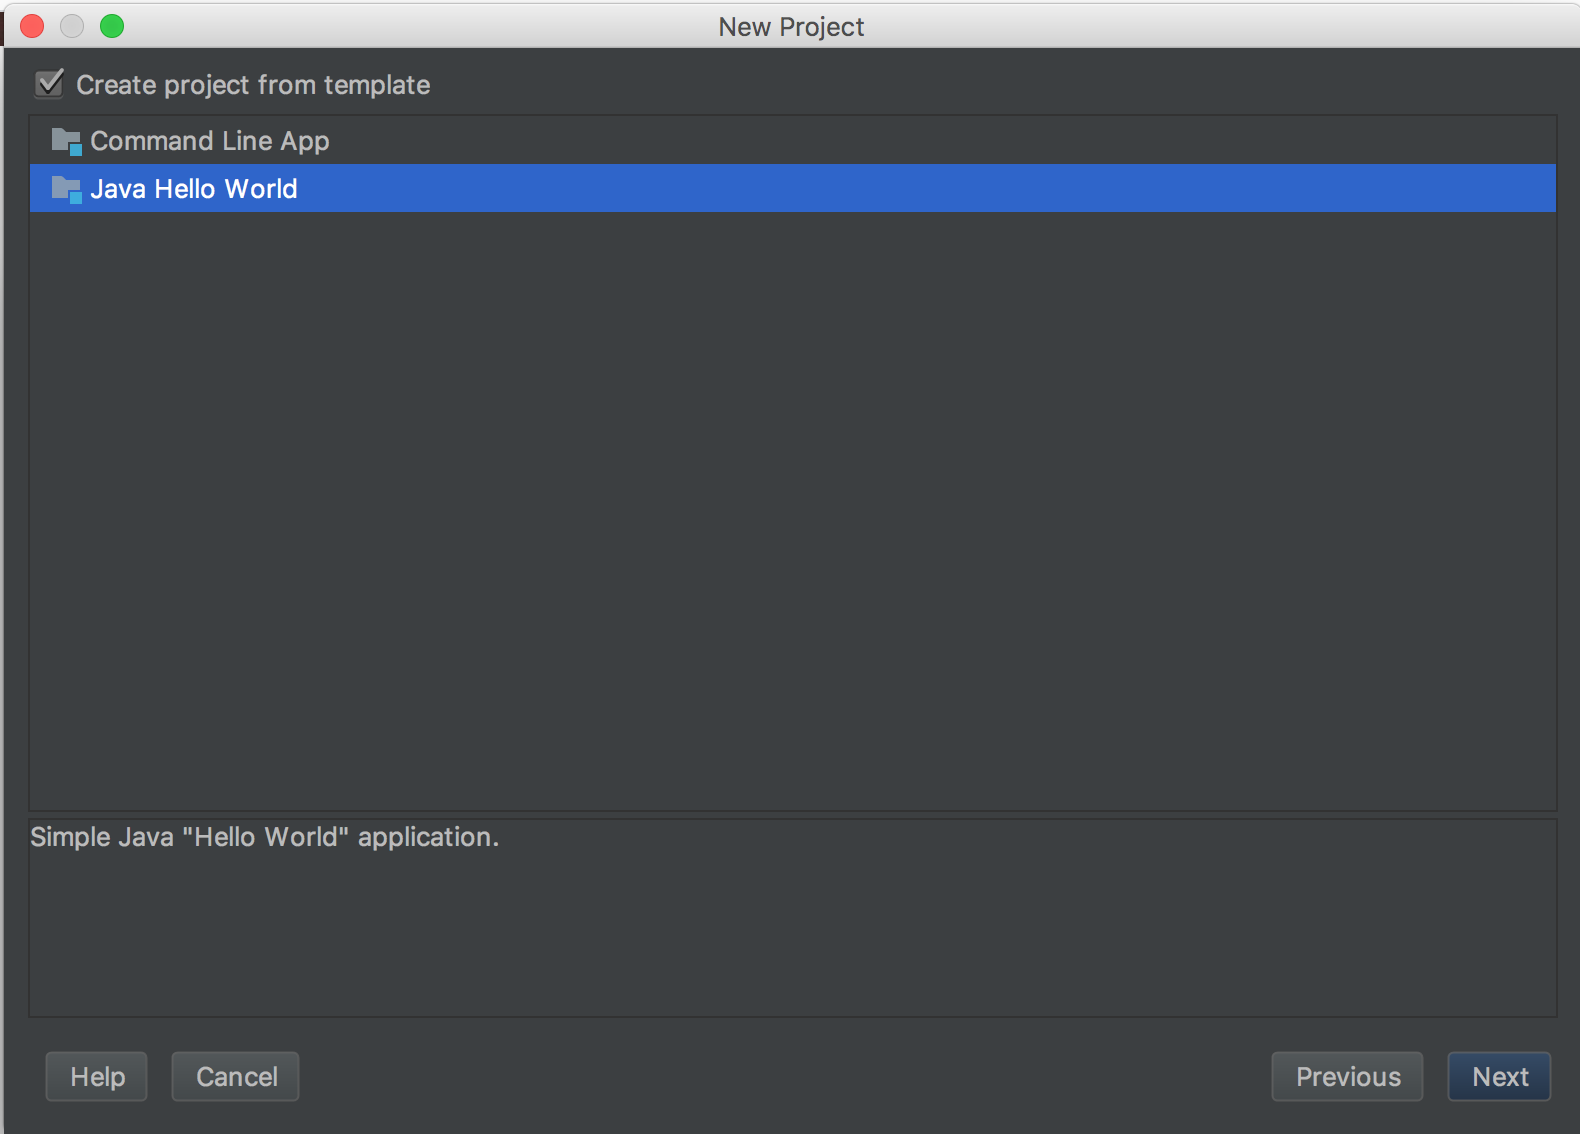 New Project
Create project from template
Command Line App
Java Hello World
Simple Java "Hello World" application.
Help Cancel Previous Next